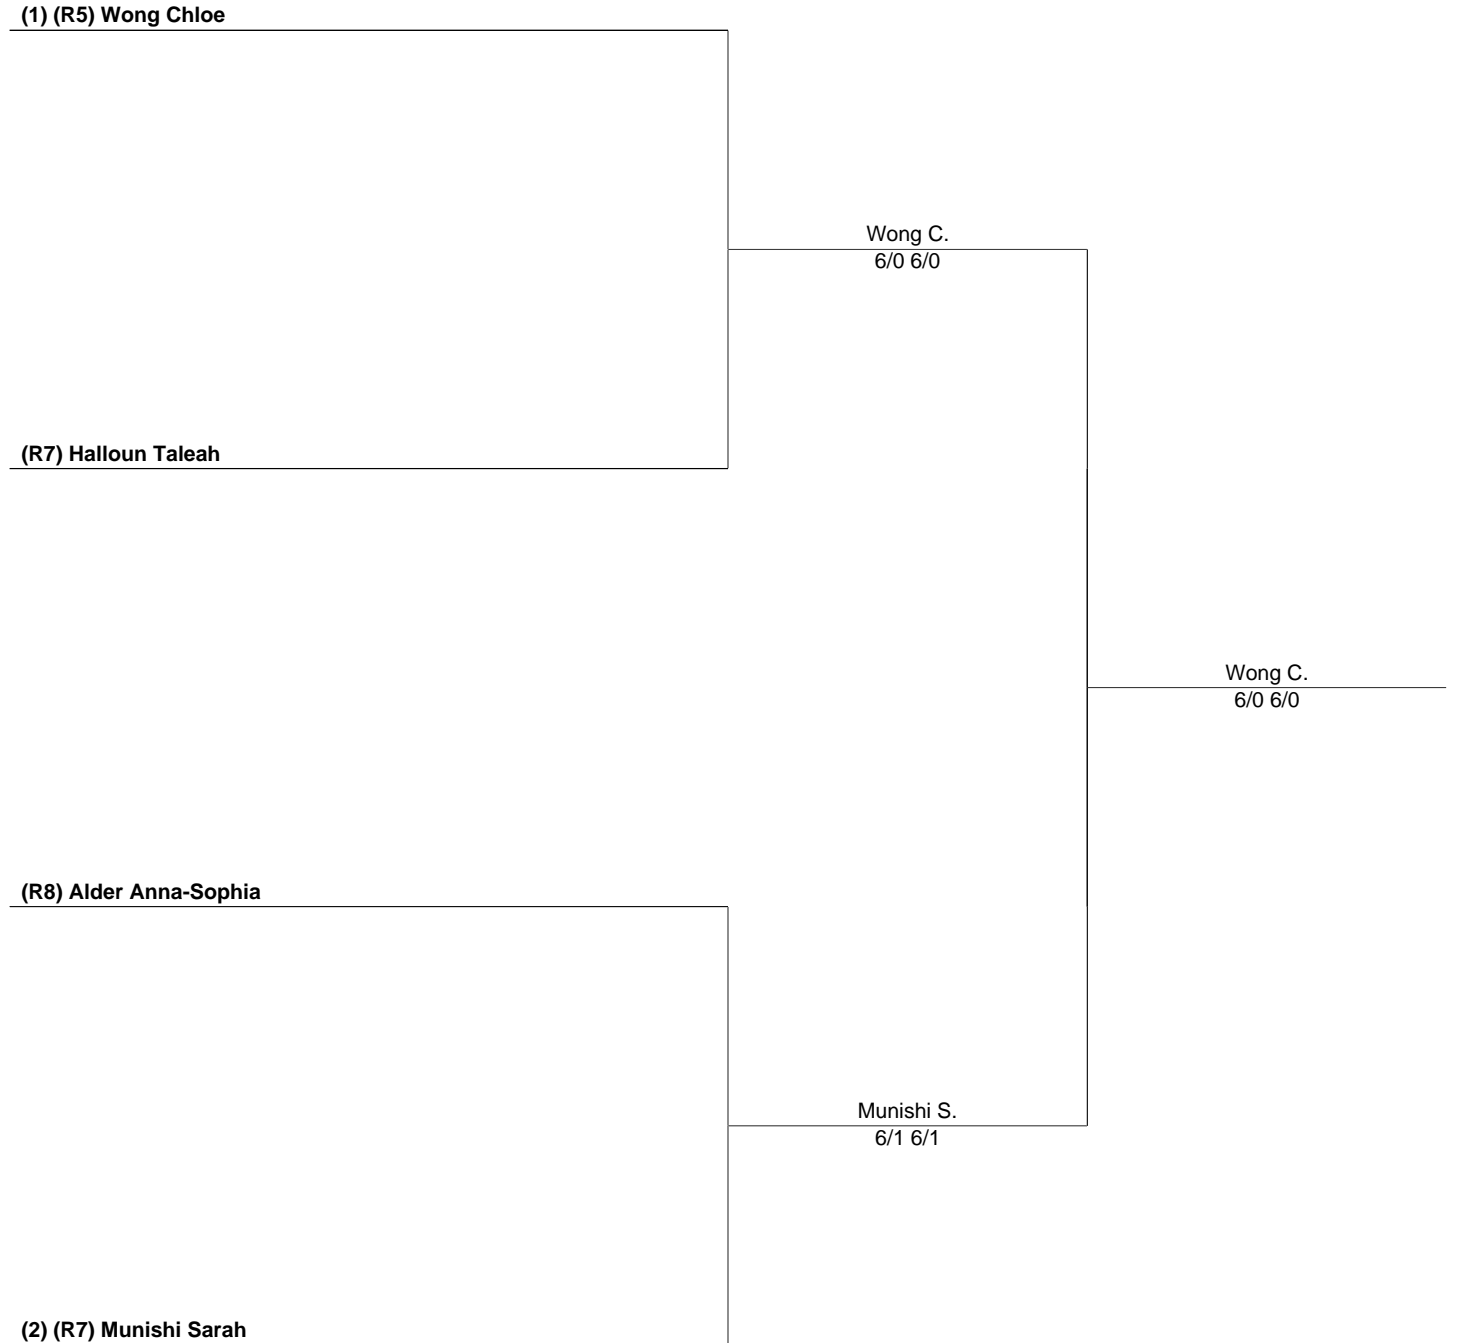 (1) (R5) Wong Chloe
Wong C.
6/0 6/0
(R7) Halloun Taleah
Wong C.
6/0 6/0
(R8) Alder Anna-Sophia
Munishi S.
6/1 6/1
(2) (R7) Munishi Sarah